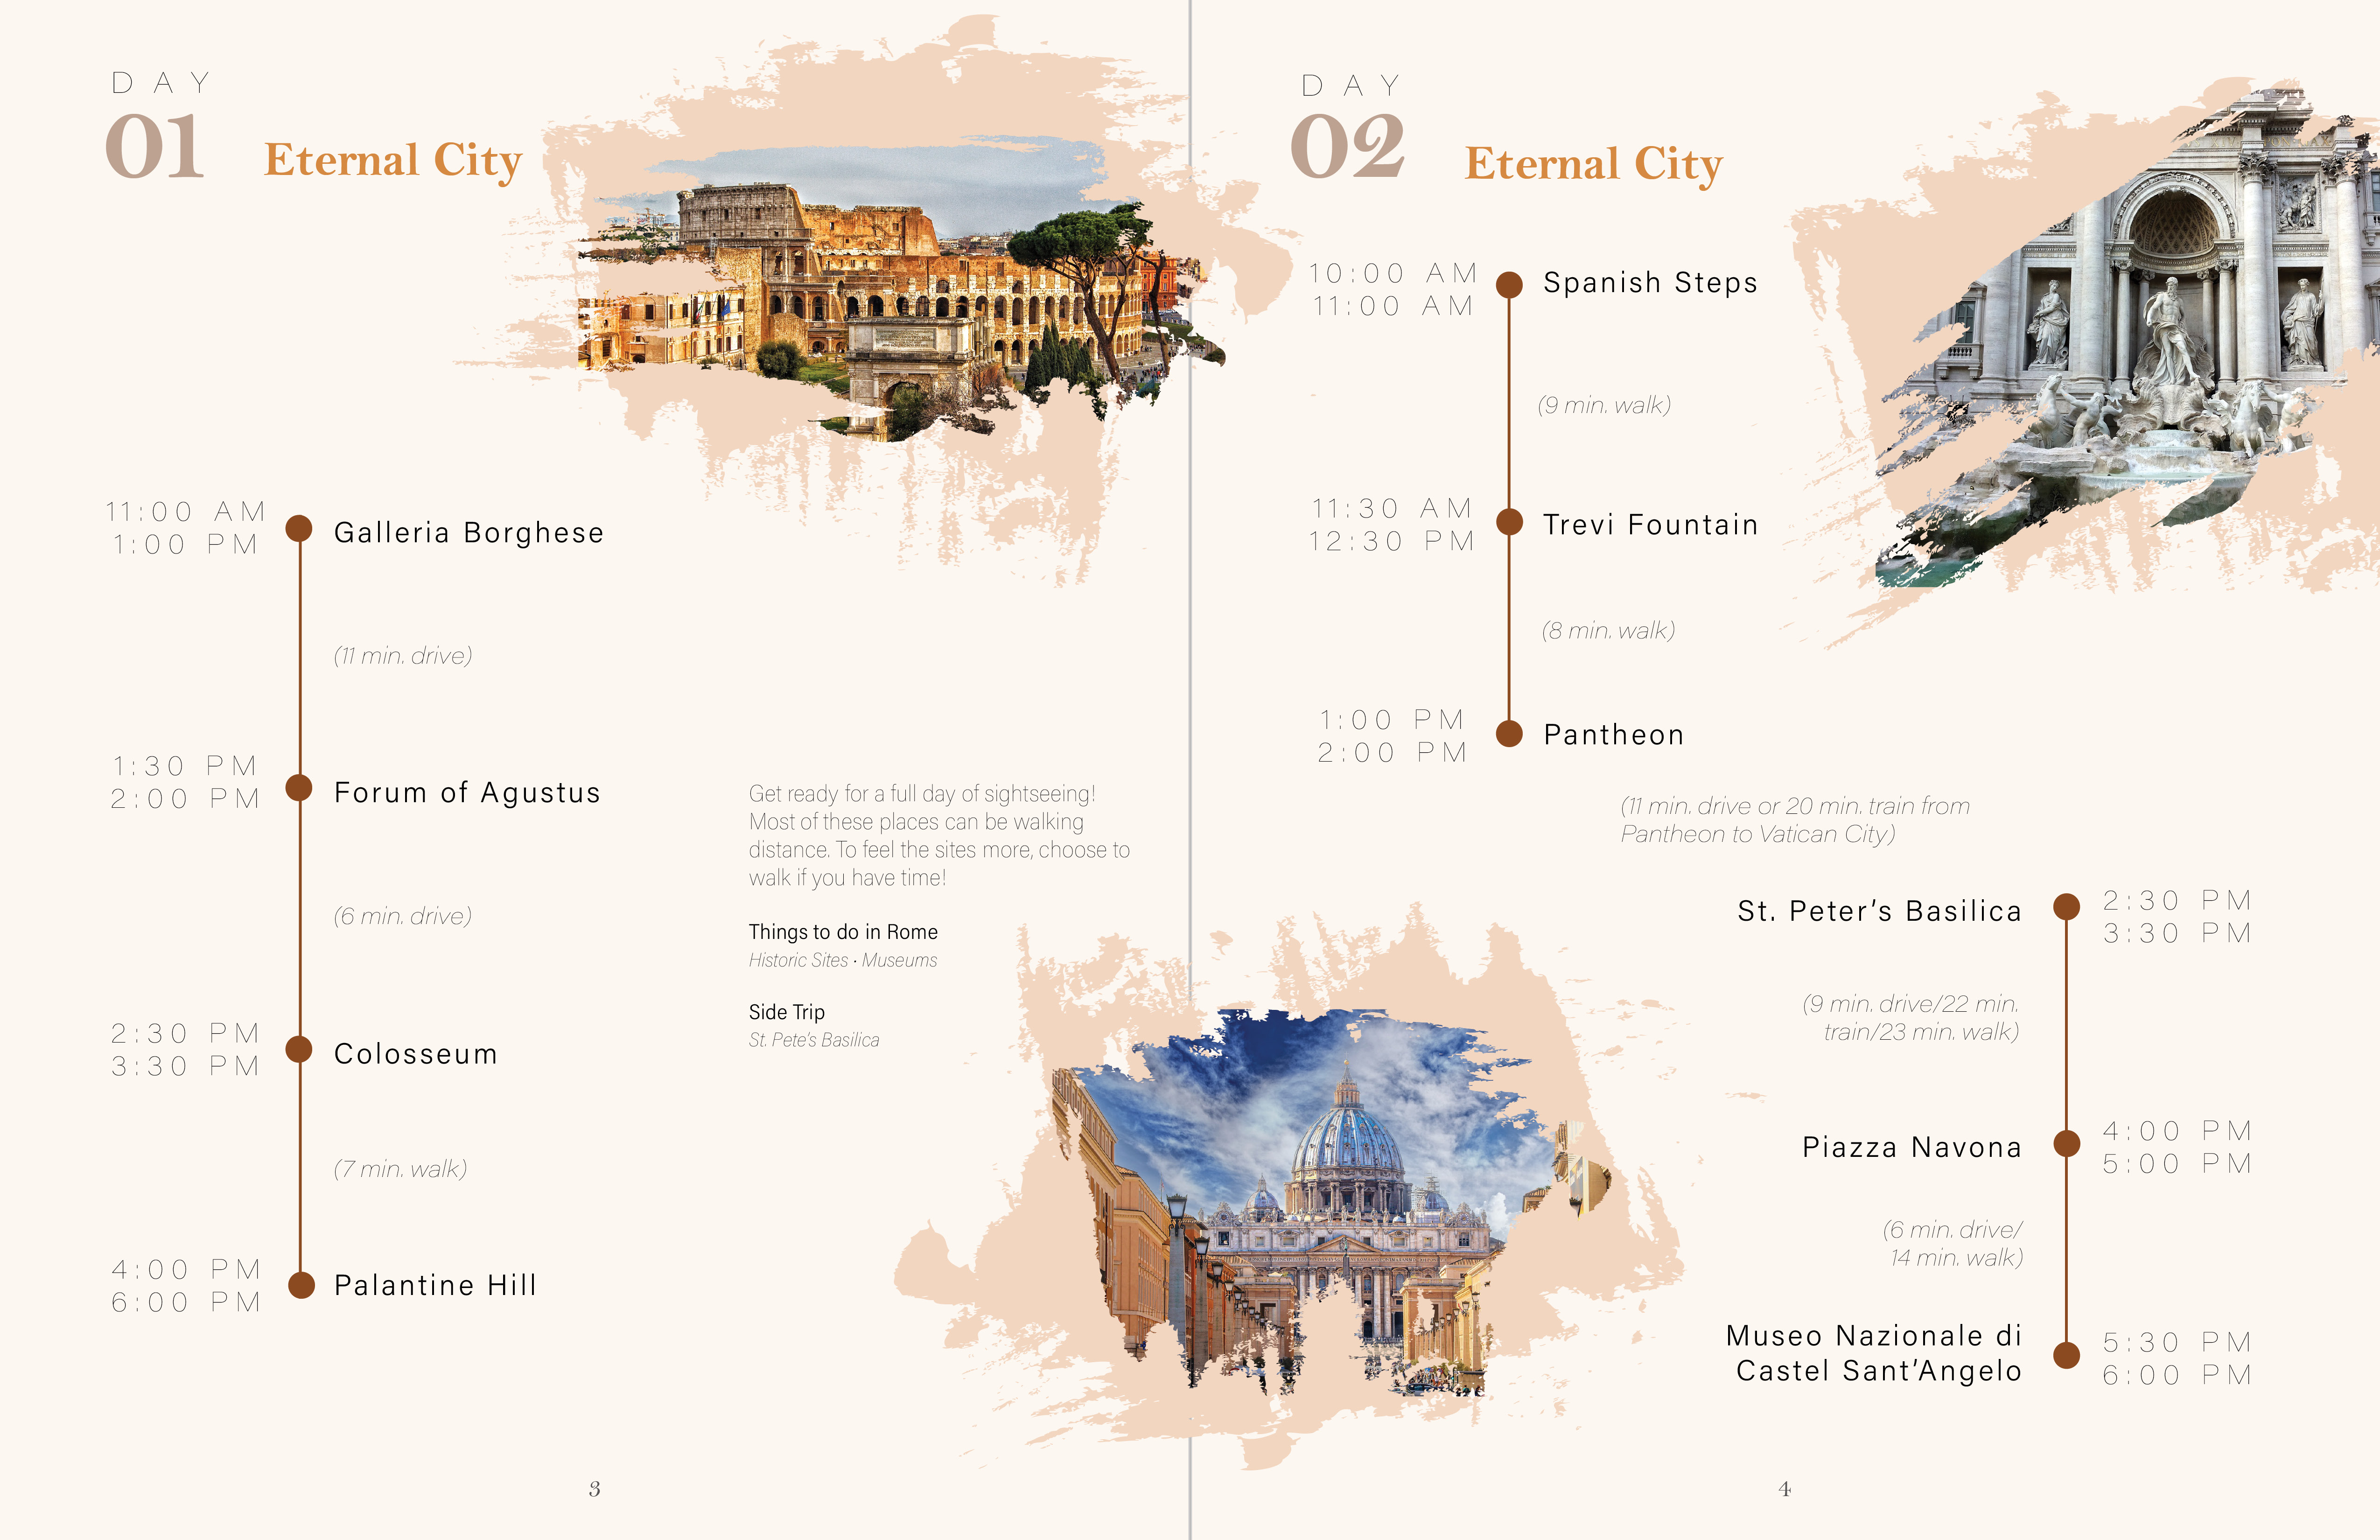 DAY
01
Eternal City
11:00 AM
1:00 PM
Galleria Borghese
(11 min. drive)
1:30 PM
2:00 PM
Forum of Agustus
(6 min. drive)
2:30 PM
3:30 PM
Colosseum
(7 min. walk)
4:00 PM
6:00 PM
Palantine Hill
Get ready for a full day of sightseeing!
Most of these places can be walking
distance. To feel the sites more, choose to
walk if you have time!
Things to do in Rome
Historic Sites • Museums
Side Trip
St. Pete's Basilica
3
DAY
02
Eternal City
10:00 AM
11:00 AM
Spanish Steps
(9 min. walk)
11:30 AM
12:30 PM
Trevi Fountain
(8 min. walk)
1:00 PM
2:00 PM
Pantheon
(11 min. drive or 20 min. train from
Pantheon to Vatican City)
St. Peter's Basilica
2:30 PM
3:30 PM
(9 min. drive/22 min.
train/23 min. walk)
Piazza Navona
4:00 PM
5:00 PM
(6 min. drive/
14 min. walk)
Museo Nazionale di
Castel Sant'Angelo
5:30 PM
6:00 PM
4